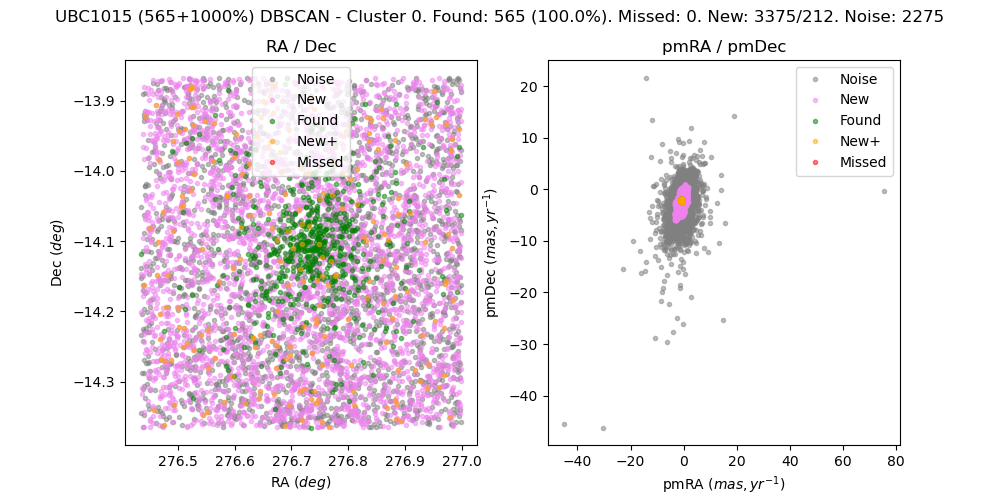 UBC1015 (565+1000%) DBSCAN - Cluster 0. Found: 565 (100.0%). Missed: 0. New: 3375/212. Noise: 2275
RA / Dec
−13.9
−14.0
−14.1
−14.2
−14.3
Dec (deg)
276.5 276.6 276.7 276.8 276.9 277.0
RA (deg)
Noise
New
Found
New+
Missed
pmRA / pmDec
20
10
0
−10
−20
−30
−40
pmDec (mas, yr⁻¹)
−40 −20 0 20 40 60 80
pmRA (mas, yr⁻¹)
Noise
New
Found
New+
Missed